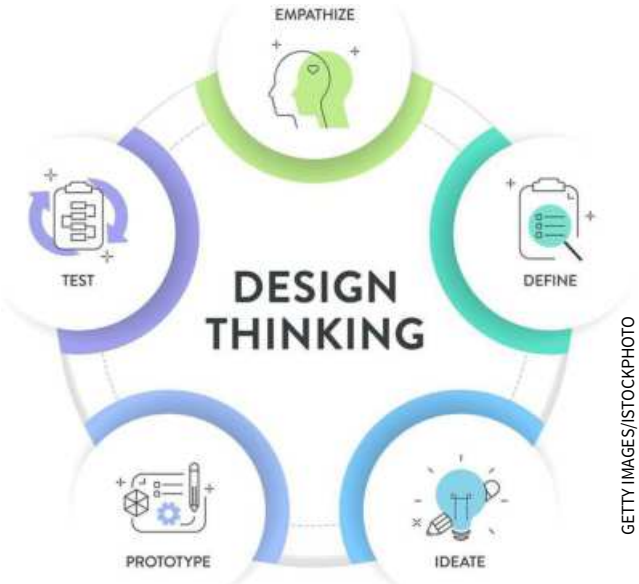 EMPATHIZE
DEFINE
IDEATE
PROTOTYPE
TEST
DESIGN
THINKING
GETTY IMAGES/ISTOCKPHOTO